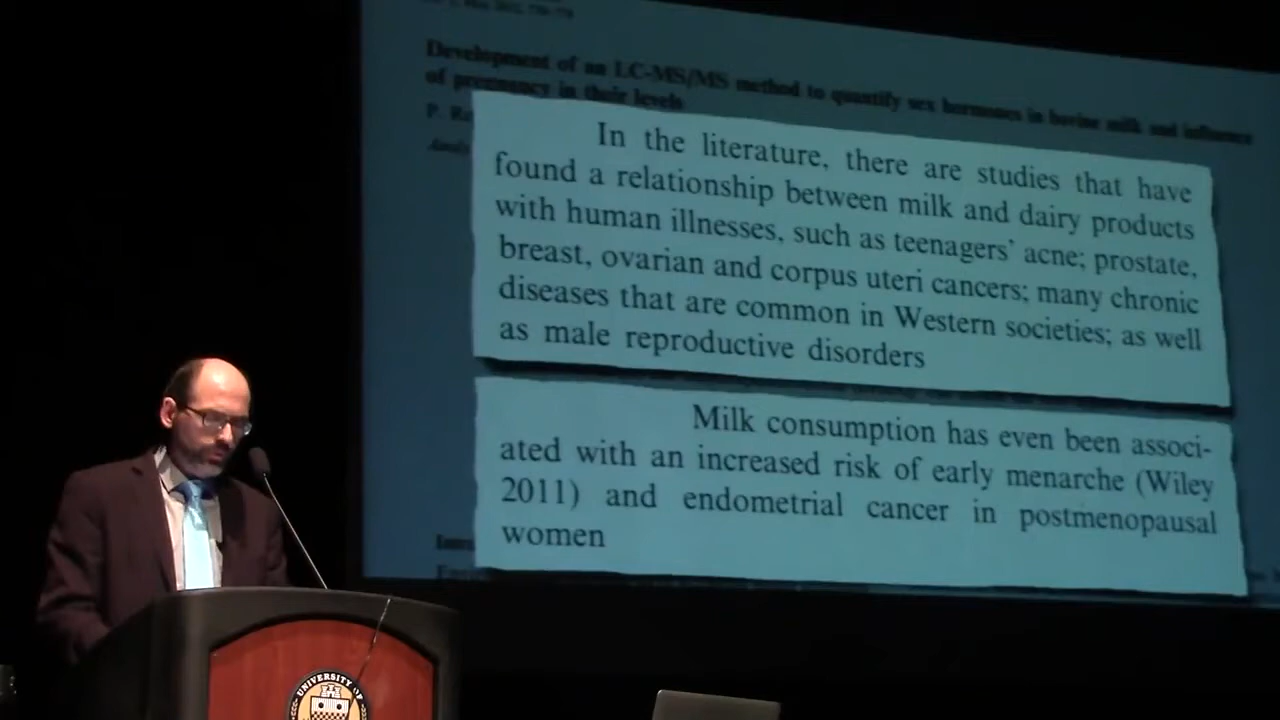 Development of an LC-MS/MS method to quantify sex hormones in bovine milk and influence
of pregnancy in their levels
In the literature, there are studies that have
found a relationship between milk and dairy products
with human illnesses, such as teenagers' acne; prostate,
breast, ovarian and corpus uteri cancers; many chronic
diseases that are common in Western societies; as well
as male reproductive disorders
Milk consumption has even been associ-
ated with an increased risk of early menarche (Wiley
2011) and endometrial cancer in postmenopausal
women
UNIVERSITY OF